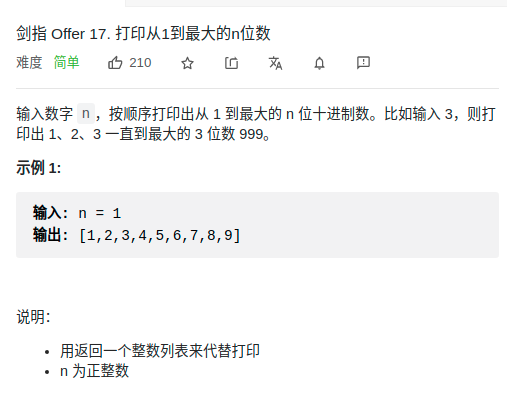 剑指 Offer 17. 打印从1到最大的n位数
难度 简单 210
输入数字 n，按顺序打印出从 1 到最大的 n 位十进制数。比如输入 3，则打
印出 1、2、3 一直到最大的 3 位数 999。
示例 1:
输入: n = 1
输出: [1,2,3,4,5,6,7,8,9]
说明：
• 用返回一个整数列表来代替打印
• n 为正整数